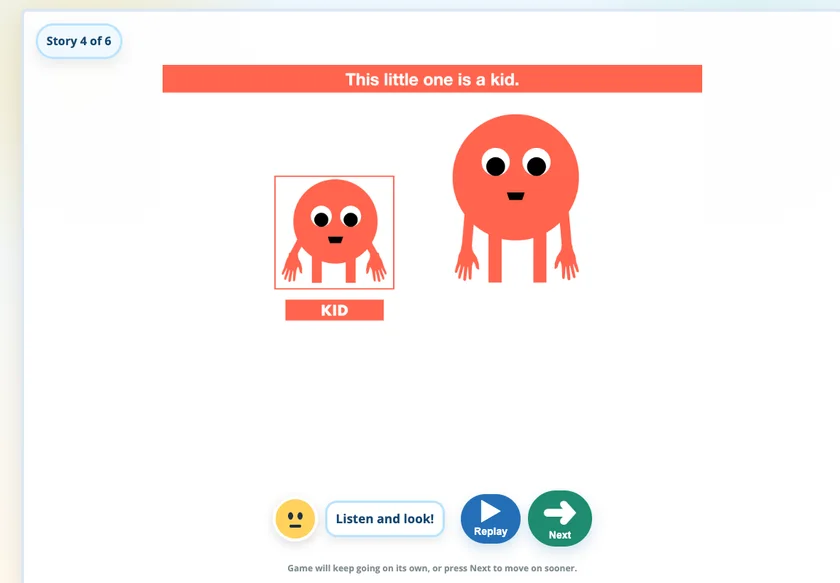 Story 4 of 6
This little one is a kid.
KID
Listen and look!
Replay
Next
Game will keep going on its own, or press Next to move on sooner.